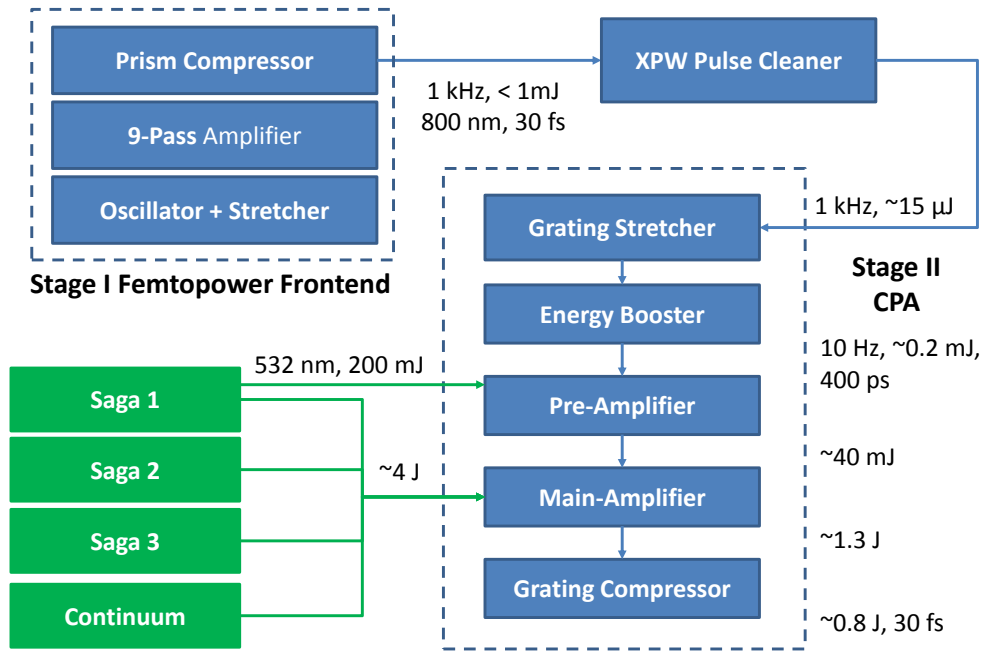 Prism Compressor
9-Pass Amplifier
Oscillator + Stretcher
Stage I Femtopower Frontend
1 kHz, < 1mJ
800 nm, 30 fs
XPW Pulse Cleaner
1 kHz, ~15 µJ
Grating Stretcher
Energy Booster
Pre-Amplifier
Main-Amplifier
Grating Compressor
Stage II
CPA
10 Hz, ~0.2 mJ,
400 ps
~40 mJ
~1.3 J
~0.8 J, 30 fs
532 nm, 200 mJ
Saga 1
Saga 2
Saga 3
Continuum
~4 J